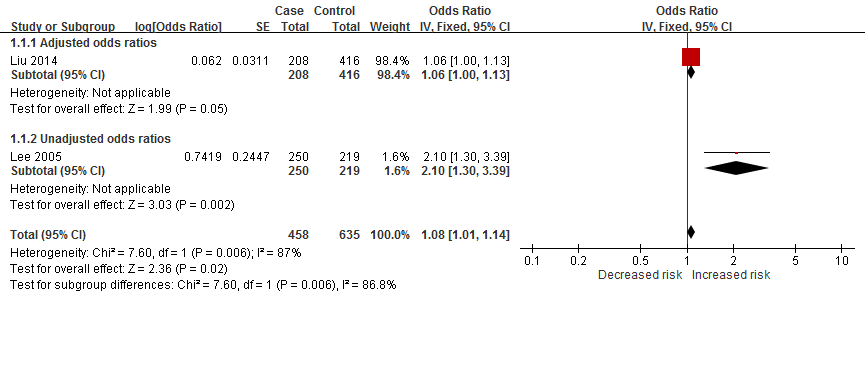 Case Control Odds Ratio Odds Ratio
Study or Subgroup log[Odds Ratio] SE Total Total Weight IV, Fixed, 95% CI IV, Fixed, 95% CI
1.1.1 Adjusted odds ratios
Liu 2014 0.062 0.0311 208 416 98.4% 1.06 [1.00, 1.13]
Subtotal (95% CI) 208 416 98.4% 1.06 [1.00, 1.13]
Heterogeneity: Not applicable
Test for overall effect: Z = 1.99 (P = 0.05)
1.1.2 Unadjusted odds ratios
Lee 2005 0.7419 0.2447 250 219 1.6% 2.10 [1.30, 3.39]
Subtotal (95% CI) 250 219 1.6% 2.10 [1.30, 3.39]
Heterogeneity: Not applicable
Test for overall effect: Z = 3.03 (P = 0.002)
Total (95% CI) 458 635 100.0% 1.08 [1.01, 1.14]
Heterogeneity: Chi² = 7.60, df = 1 (P = 0.006); I² = 87%
Test for overall effect: Z = 2.36 (P = 0.02)
Test for subgroup differences: Chi² = 7.60, df = 1 (P = 0.006), I² = 86.8%
0.1 0.2 0.5 1 2 5 10
Decreased risk Increased risk